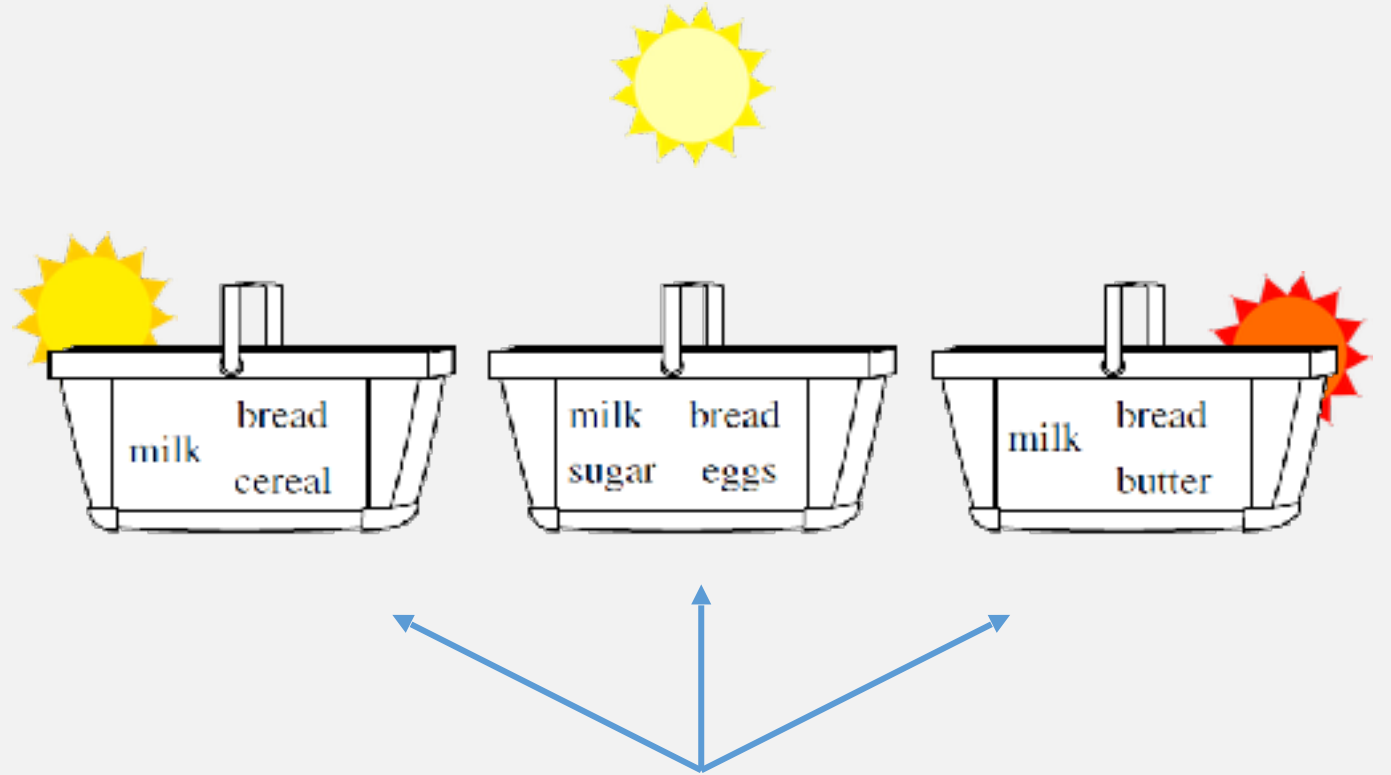 bread
milk
cereal
milk bread
sugar eggs
bread
milk
butter